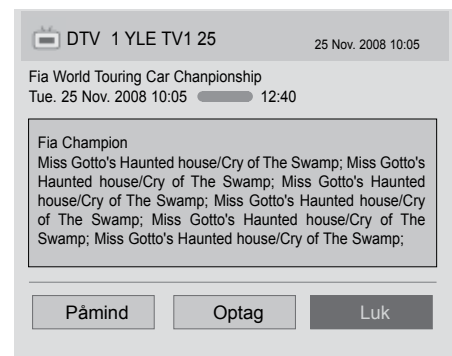 DTV 1 YLE TV1 25 25 Nov. 2008 10:05
Fia World Touring Car Chanpionship
Tue. 25 Nov. 2008 10:05 12:40
Fia Champion
Miss Gotto's Haunted house/Cry of The Swamp; Miss Gotto's
Haunted house/Cry of The Swamp; Miss Gotto's Haunted
house/Cry of The Swamp; Miss Gotto's Haunted house/Cry
of The Swamp; Miss Gotto's Haunted house/Cry of The
Swamp; Miss Gotto's Haunted house/Cry of The Swamp;
Påmind Optag Luk